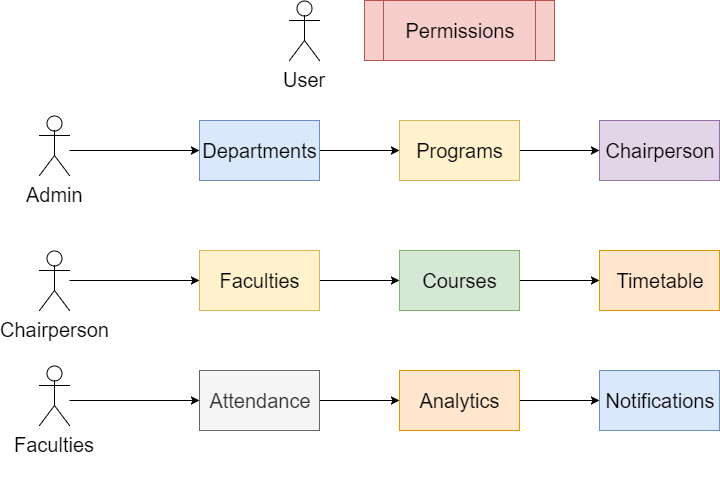 Permissions
User
Departments
Programs
Chairperson
Admin
Faculties
Courses
Timetable
Chairperson
Attendance
Analytics
Notifications
Faculties